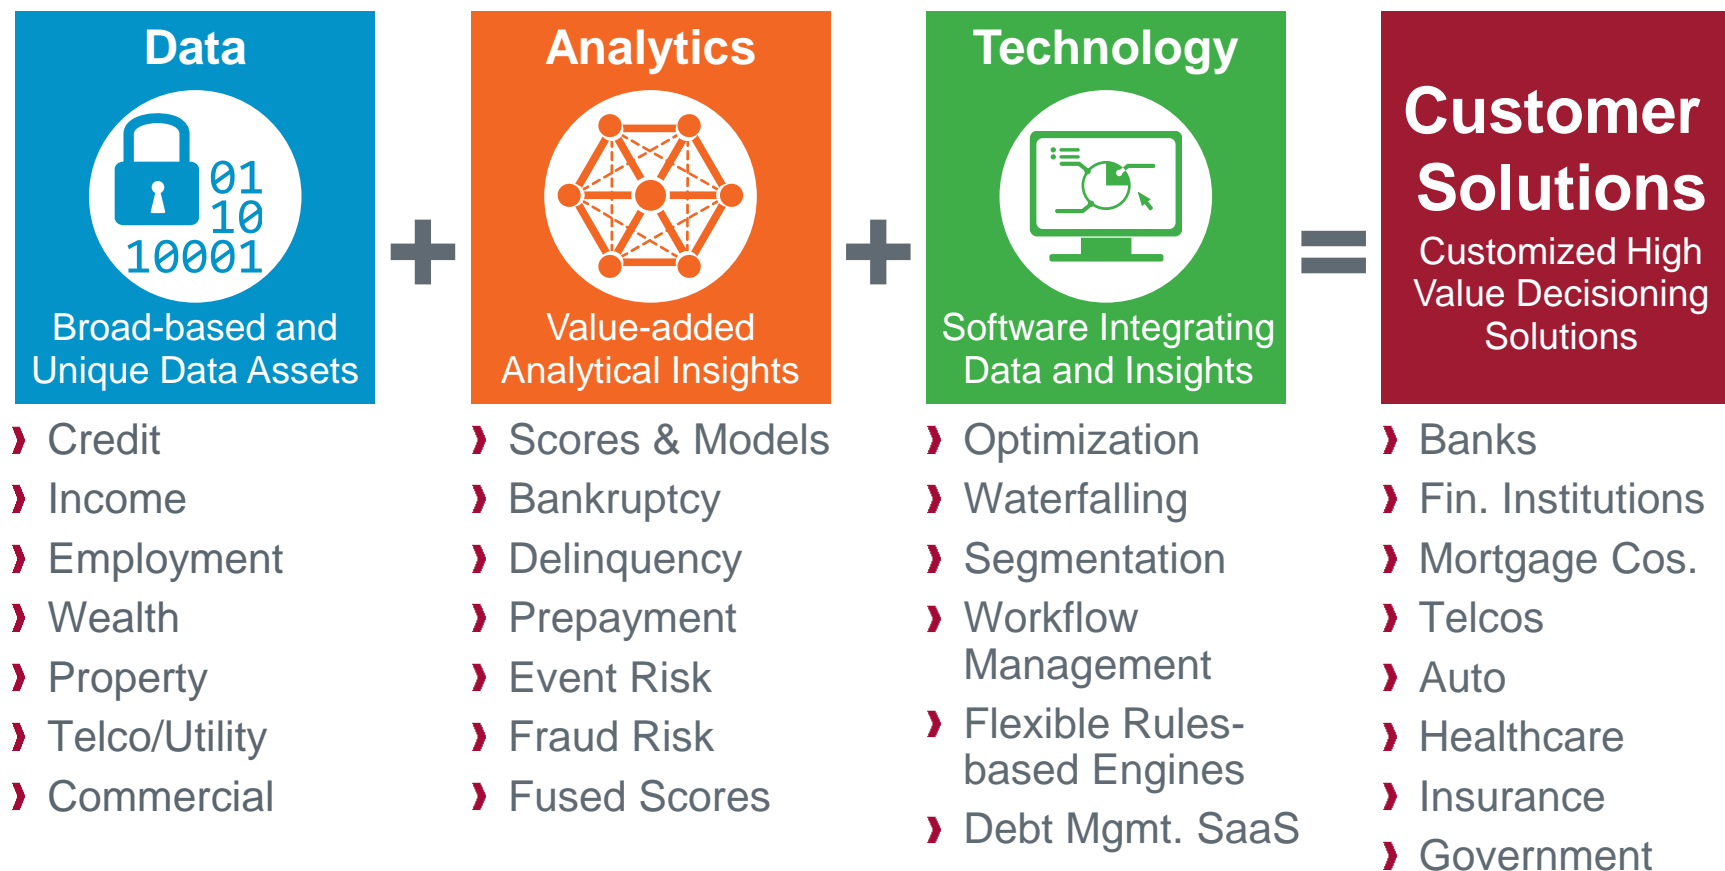 Data
01
10
10001
Broad-based and
Unique Data Assets
Credit
Income
Employment
Wealth
Property
Telco/Utility
Commercial
+
Analytics
Value-added
Analytical Insights
Scores & Models
Bankruptcy
Delinquency
Prepayment
Event Risk
Fraud Risk
Fused Scores
+
Technology
Software Integrating
Data and Insights
Optimization
Waterfalling
Segmentation
Workflow
Management
Flexible Rules-
based Engines
Debt Mgmt. SaaS
=
Customer
Solutions
Customized High
Value Decisioning
Solutions
Banks
Fin. Institutions
Mortgage Cos.
Telcos
Auto
Healthcare
Insurance
Government